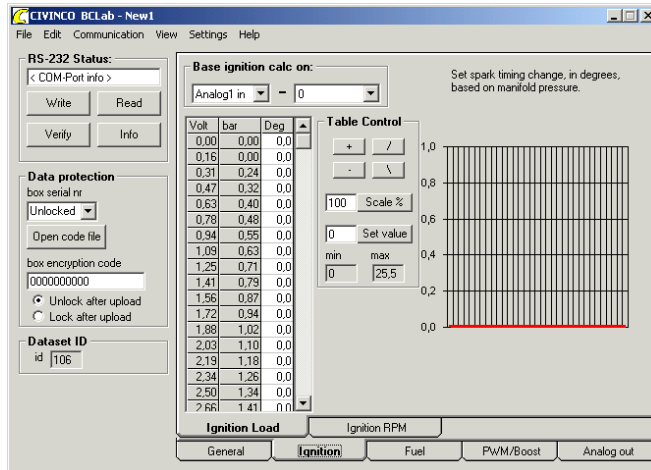 CIVINCO BCLab - New1
File Edit Communication View Settings Help
RS-232 Status:
< COM-Port info >
Write Read
Verify Info
Data protection
box serial nr
Unlocked
Open code file
box encryption code
0000000000
Unlock after upload
Lock after upload
Dataset ID
id 106
Base ignition calc on:
Analog1 in - 0
Set spark timing change, in degrees,
based on manifold pressure.
Volt bar Deg
0,00 0,00 0,0
0,16 0,00 0,0
0,31 0,24 0,0
0,47 0,32 0,0
0,63 0,40 0,0
0,78 0,48 0,0
0,94 0,55 0,0
1,09 0,63 0,0
1,25 0,71 0,0
1,41 0,79 0,0
1,56 0,87 0,0
1,72 0,94 0,0
1,88 1,02 0,0
2,03 1,10 0,0
2,19 1,18 0,0
2,34 1,26 0,0
2,50 1,34 0,0
2,66 1,41 0,0
Table Control
+ /
- \
100 Scale %
0 Set value
min max
0 25,5
1,0
0,8
0,6
0,4
0,2
0,0
Ignition Load Ignition RPM
General Ignition Fuel PWM/Boost Analog out